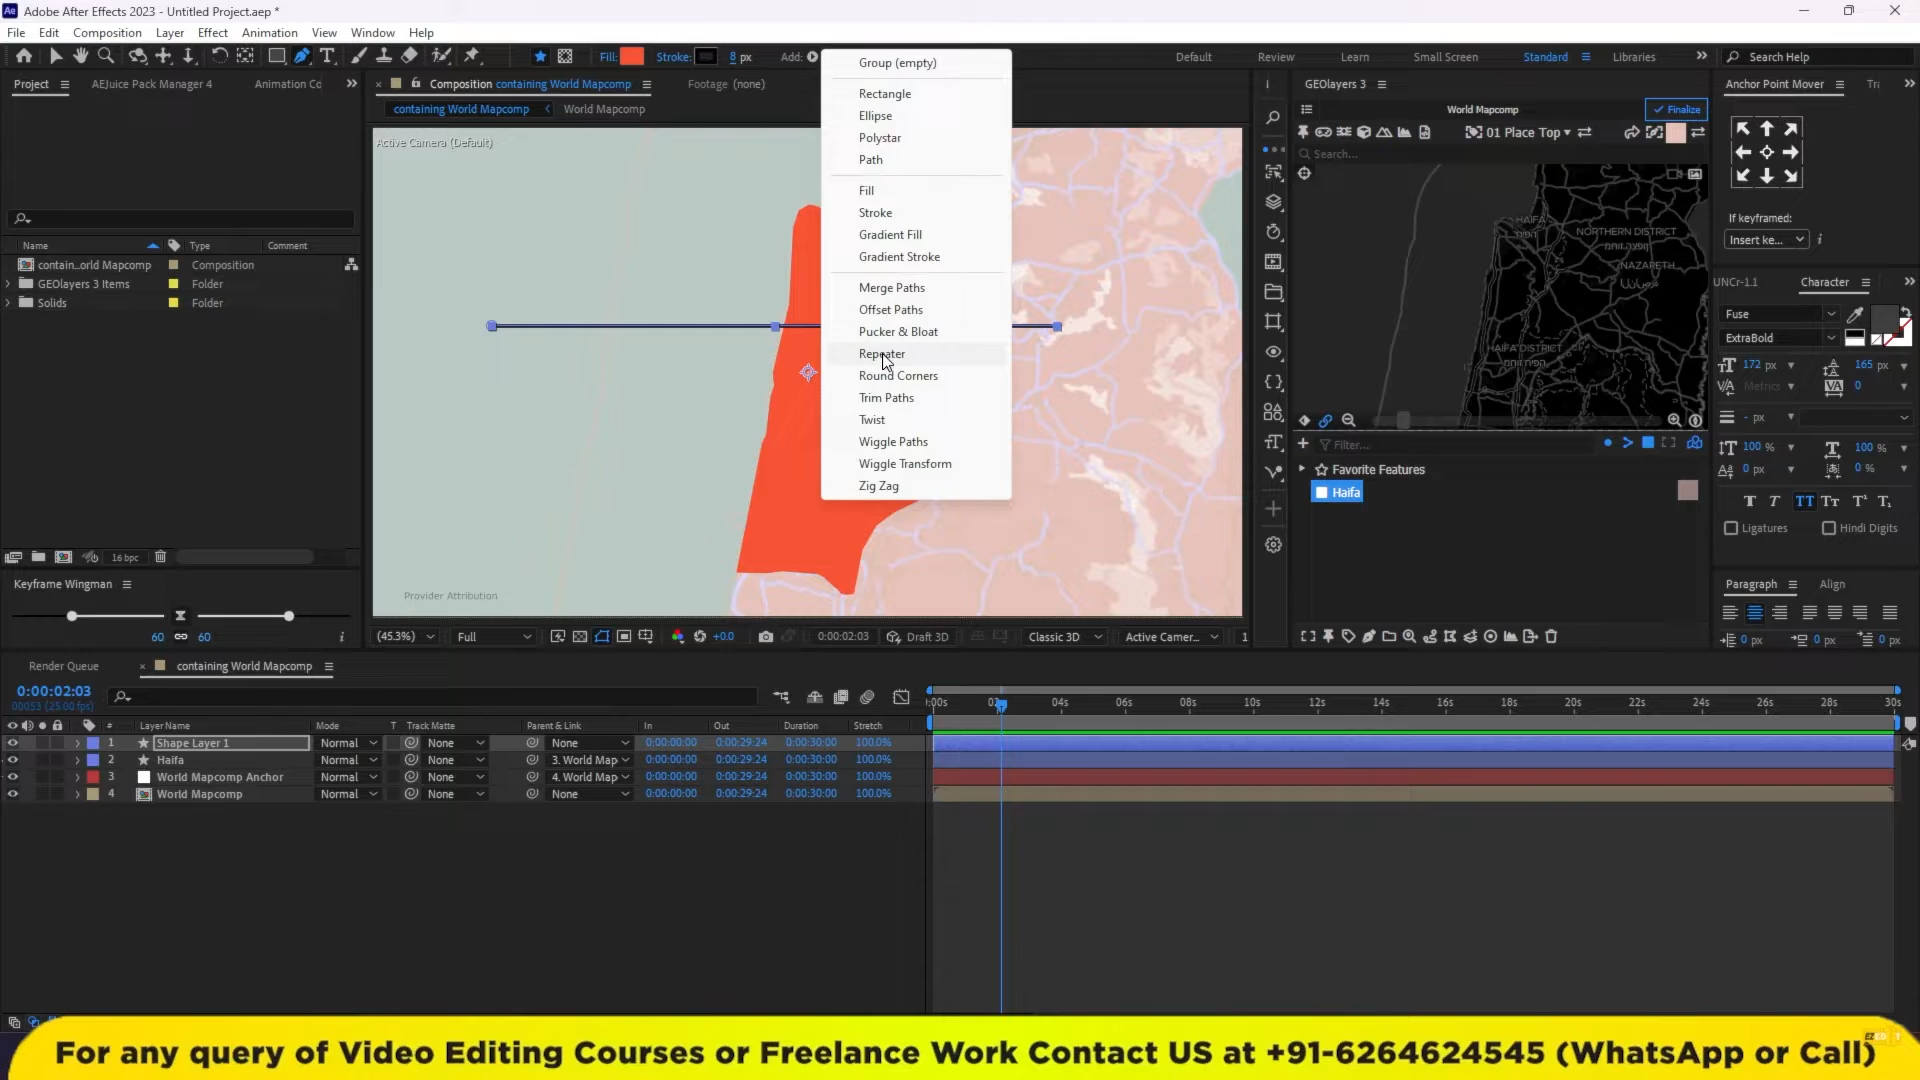 Adobe After Effects 2023 - Untitled Project.aep *
File Edit Composition Layer Effect Animation View Window Help
Fill: Stroke: 8 px Add:
Default Review Learn Small Screen Standard Libraries Search Help
Project AEJuice Pack Manager 4 Animation Co
Composition containing World Mapcomp Footage (none)
containing World Mapcomp World Mapcomp
Active Camera (Default)
Provider Attribution
Name Type Comment
contain..orld Mapcomp Composition
GEOlayers 3 Items Folder
Solids Folder
16 bpc
Keyframe Wingman
60 60
Group (empty)
Rectangle
Ellipse
Polystar
Path
Fill
Stroke
Gradient Fill
Gradient Stroke
Merge Paths
Offset Paths
Pucker & Bloat
Repeater
Round Corners
Trim Paths
Twist
Wiggle Paths
Wiggle Transform
Zig Zag
(45.3%) Full +0.0 0:00:02:03 Draft 3D Classic 3D Active Camer... 1
GEOlayers 3
World Mapcomp Finalize
01 Place Top
Search...
HAIFA
חיפה
NORTHERN DISTRICT
NAZARETH
HAIFA DISTRICT
Filter...
Favorite Features
Haifa
Anchor Point Mover Tri
If keyframed:
Insert ke...
UNCr-1.1 Character
Fuse
ExtraBold
172 px 165 px
Metrics 0
- px
100 % 100 %
0 px 0 %
Ligatures Hindi Digits
Paragraph Align
0 px 0 px 0 px
Render Queue containing World Mapcomp
0:00:02:03
00053 (25.00 fps)
# Layer Name Mode T Track Matte Parent & Link In Out Duration Stretch
1 Shape Layer 1 Normal None None 0:00:00:00 0:00:29:24 0:00:30:00 100.0%
2 Haifa Normal None 3. World Map 0:00:00:00 0:00:29:24 0:00:30:00 100.0%
3 World Mapcomp Anchor Normal None 4. World Map 0:00:00:00 0:00:29:24 0:00:30:00 100.0%
4 World Mapcomp Normal None None 0:00:00:00 0:00:29:24 0:00:30:00 100.0%
:00s 02s 04s 06s 08s 10s 12s 14s 16s 18s 20s 22s 24s 26s 28s 30s
For any query of Video Editing Courses or Freelance Work Contact US at +91-6264624545 (WhatsApp or Call)